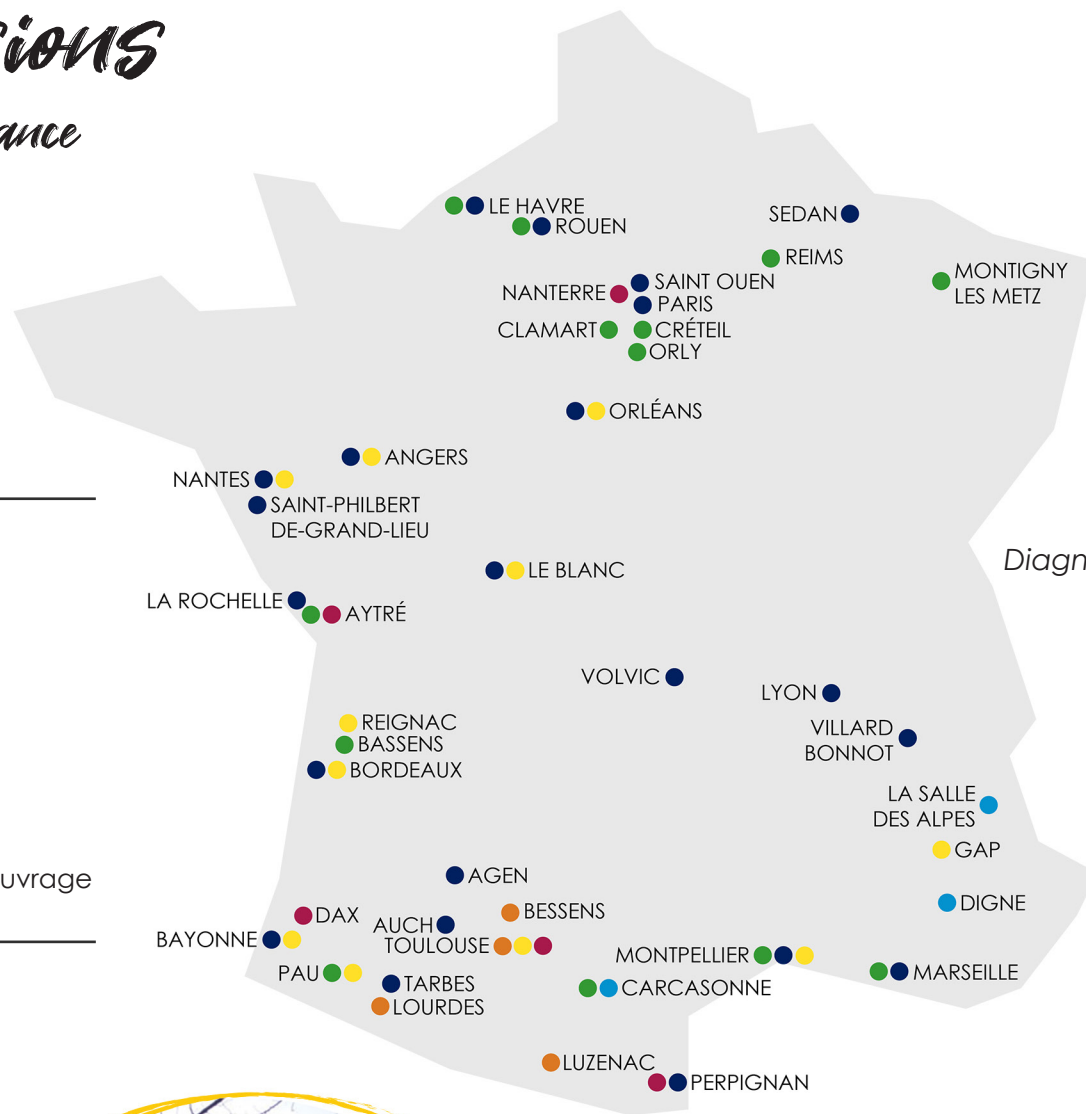 sions
ance
LE HAVRE
ROUEN
SEDAN
REIMS
MONTIGNY
LES METZ
SAINT OUEN
NANTERRE
PARIS
CLAMART
CRÉTEIL
ORLY
ORLÉANS
ANGERS
NANTES
SAINT-PHILBERT
DE-GRAND-LIEU
Diagn
LE BLANC
LA ROCHELLE
AYTRÉ
VOLVIC
LYON
VILLARD
BONNOT
REIGNAC
BASSENS
BORDEAUX
LA SALLE
DES ALPES
GAP
uvrage
AGEN
DIGNE
BESSENS
DAX
AUCH
BAYONNE
TOULOUSE
MONTPELLIER
PAU
TARBES
MARSEILLE
CARCASONNE
LOURDES
LUZENAC
PERPIGNAN